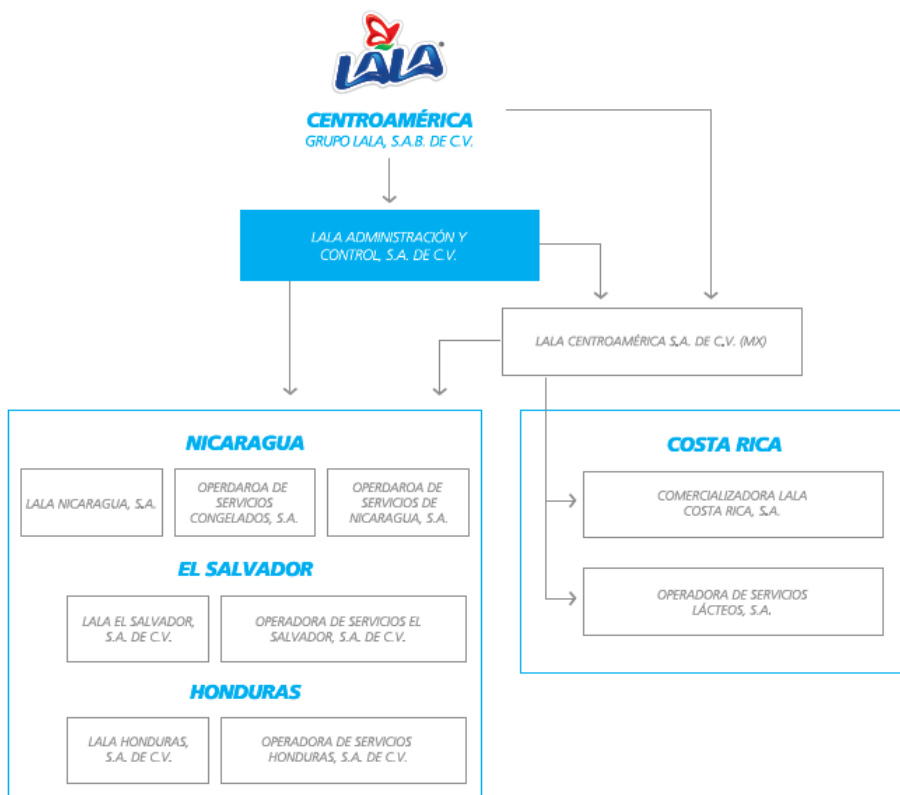 LALA
CENTROAMÉRICA
GRUPO LALA, S.A.B. DE C.V.
LALA ADMINISTRACIÓN Y
CONTROL, S.A. DE C.V.
LALA CENTROAMÉRICA S.A. DE C.V. (MX)
NICARAGUA
LALA NICARAGUA, S.A.
OPERDAROA DE
SERVICIOS
CONGELADOS, S.A.
OPERDAROA DE
SERVICIOS DE
NICARAGUA, S.A.
EL SALVADOR
LALA EL SALVADOR,
S.A. DE C.V.
OPERADORA DE SERVICIOS EL
SALVADOR, S.A. DE C.V.
HONDURAS
LALA HONDURAS,
S.A. DE C.V.
OPERADORA DE SERVICIOS
HONDURAS, S.A. DE C.V.
COSTA RICA
COMERCIALIZADORA LALA
COSTA RICA, S.A.
OPERADORA DE SERVICIOS
LÁCTEOS, S.A.